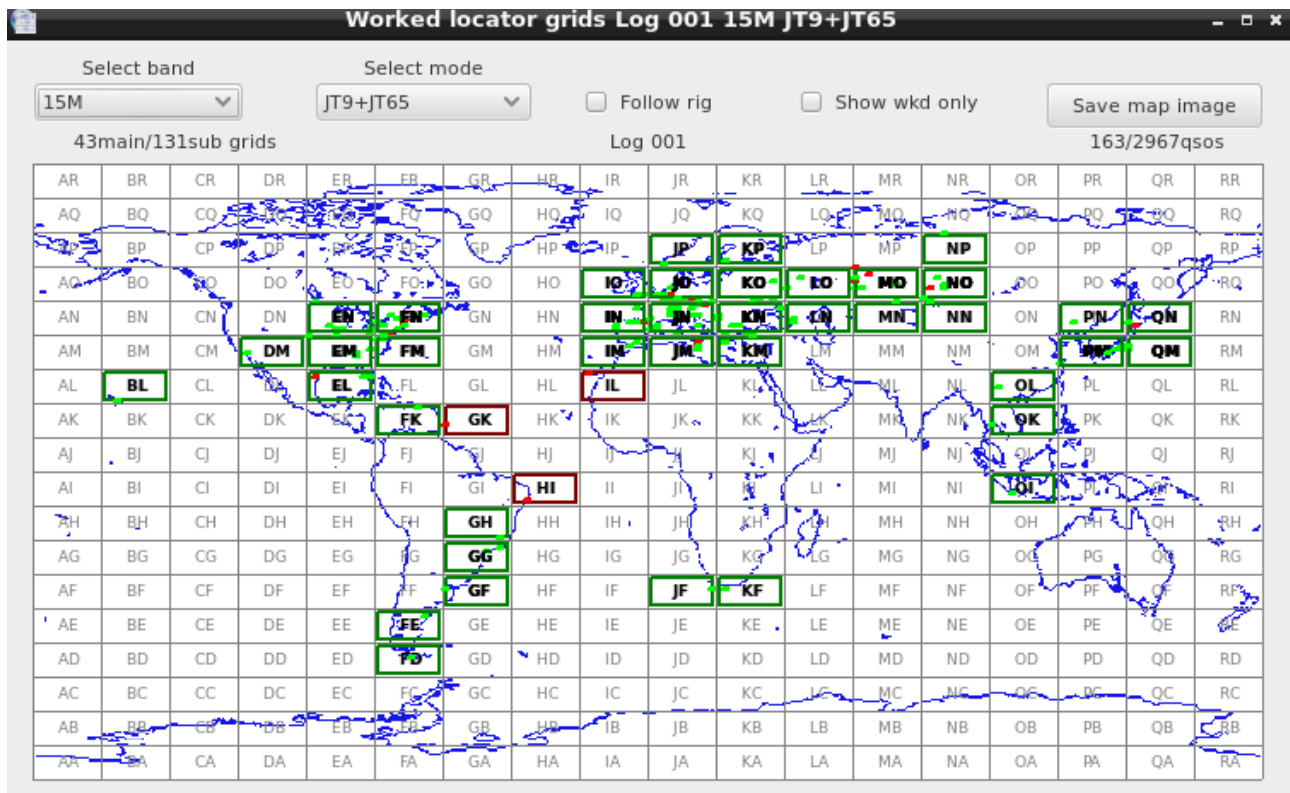 Worked locator grids Log 001 15M JT9+JT65
Select band Select mode
15M JT9+JT65 Follow rig Show wkd only Save map image
43main/131sub grids Log 001 163/2967qsos
AR BR CR DR ER FR GR HR IR JR KR LR MR NR OR PR QR RR
AQ BQ CQ DQ EQ FQ GQ HQ IQ JQ KQ LQ MQ NQ OQ PQ QQ RQ
AP BP CP DP EP FP GP HP IP JP KP LP MP NP OP PP QP RP
AO BO CO DO EO FO GO HO IO JO KO LO MO NO OO PO QO RO
AN BN CN DN EN FN GN HN IN JN KN LN MN NN ON PN QN RN
AM BM CM DM EM FM GM HM IM JM KM LM MM NM OM PM QM RM
AL BL CL DL EL FL GL HL IL JL KL LL ML NL OL PL QL RL
AK BK CK DK EK FK GK HK IK JK KK LK MK NK OK PK QK RK
AJ BJ CJ DJ EJ FJ GJ HJ IJ JJ KJ LJ MJ NJ OJ PJ QJ RJ
AI BI CI DI EI FI GI HI II JI KI LI MI NI OI PI QI RI
AH BH CH DH EH FH GH HH IH JH KH LH MH NH OH PH QH RH
AG BG CG DG EG FG GG HG IG JG KG LG MG NG OG PG QG RG
AF BF CF DF EF FF GF HF IF JF KF LF MF NF OF PF QF RF
AE BE CE DE EE FE GE HE IE JE KE LE ME NE OE PE QE RE
AD BD CD DD ED FD GD HD ID JD KD LD MD ND OD PD QD RD
AC BC CC DC EC FC GC HC IC JC KC LC MC NC OC PC QC RC
AB BB CB DB EB FB GB HB IB JB KB LB MB NB OB PB QB RB
AA BA CA DA EA FA GA HA IA JA KA LA MA NA OA PA QA RA